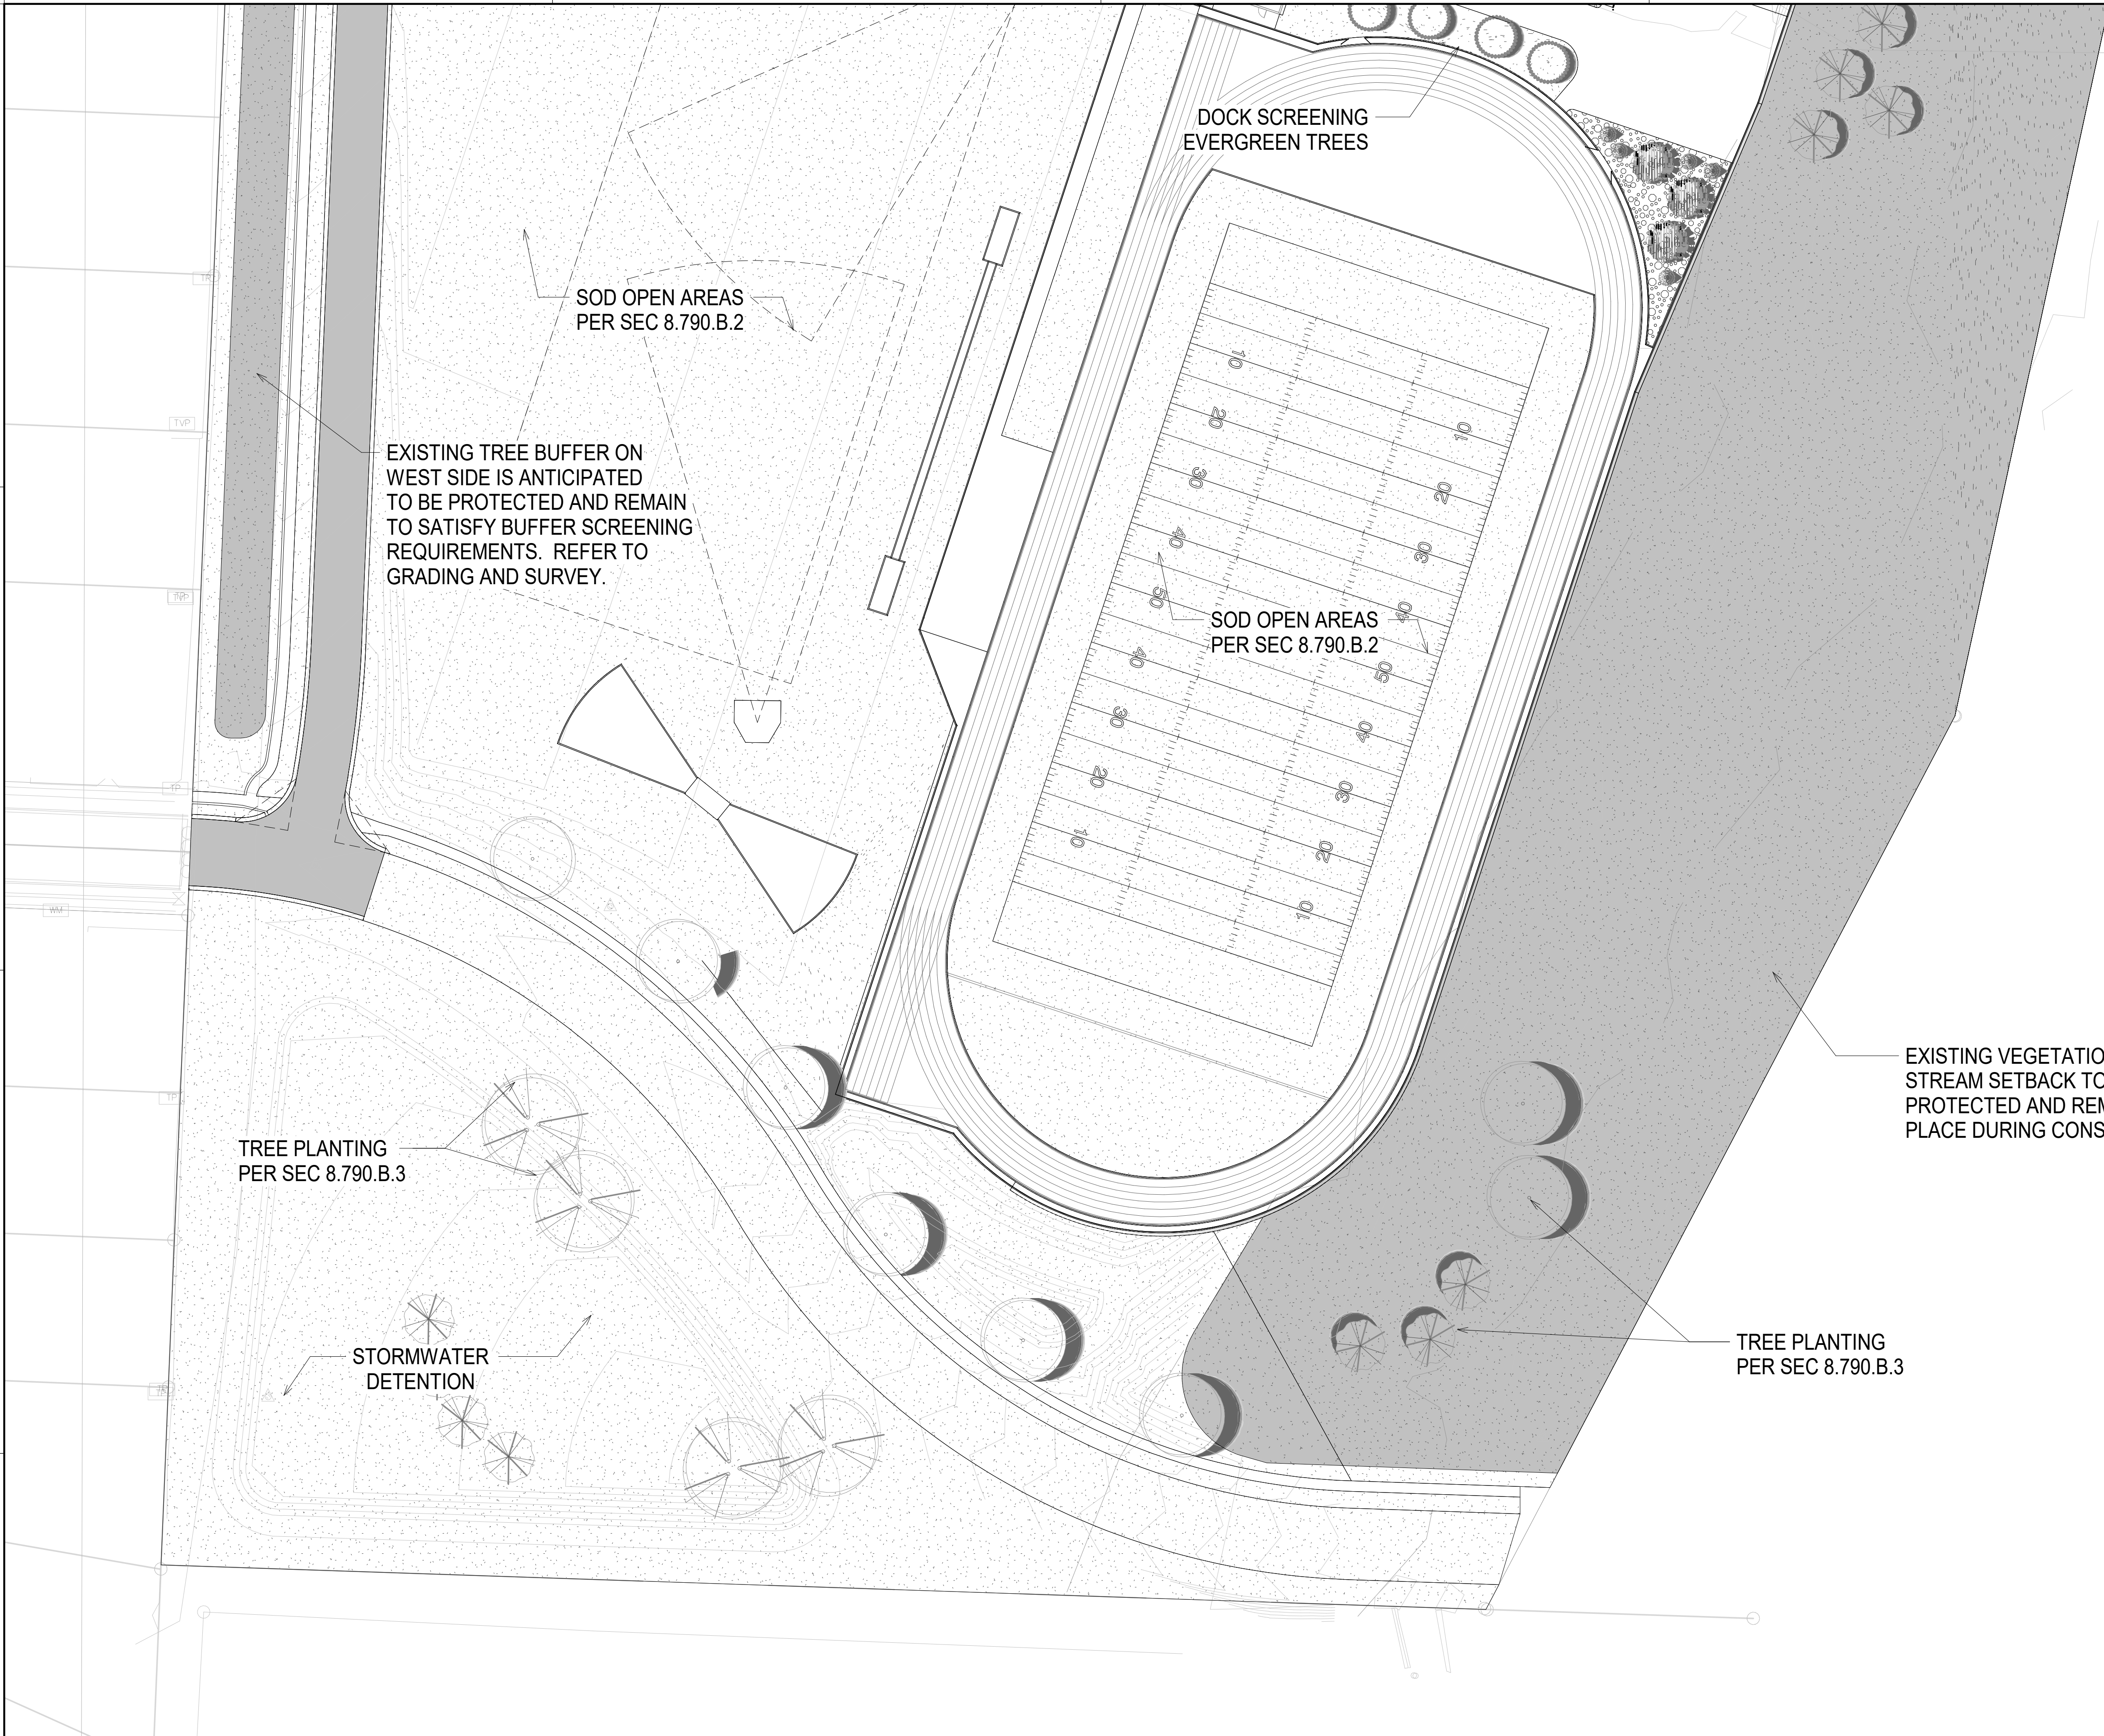 DOCK SCREENING
EVERGREEN TREES
SOD OPEN AREAS
PER SEC 8.790.B.2
EXISTING TREE BUFFER ON
WEST SIDE IS ANTICIPATED
TO BE PROTECTED AND REMAIN
TO SATISFY BUFFER SCREENING
REQUIREMENTS. REFER TO
GRADING AND SURVEY.
TVP
10
20
30
40
50
40
30
20
10
10
20
30
40
50
40
30
20
10
SOD OPEN AREAS
PER SEC 8.790.B.2
TP
WM
EXISTING VEGETATIO
STREAM SETBACK TO
PROTECTED AND REM
PLACE DURING CONS
TP
TREE PLANTING
PER SEC 8.790.B.3
STORMWATER
DETENTION
TREE PLANTING
PER SEC 8.790.B.3